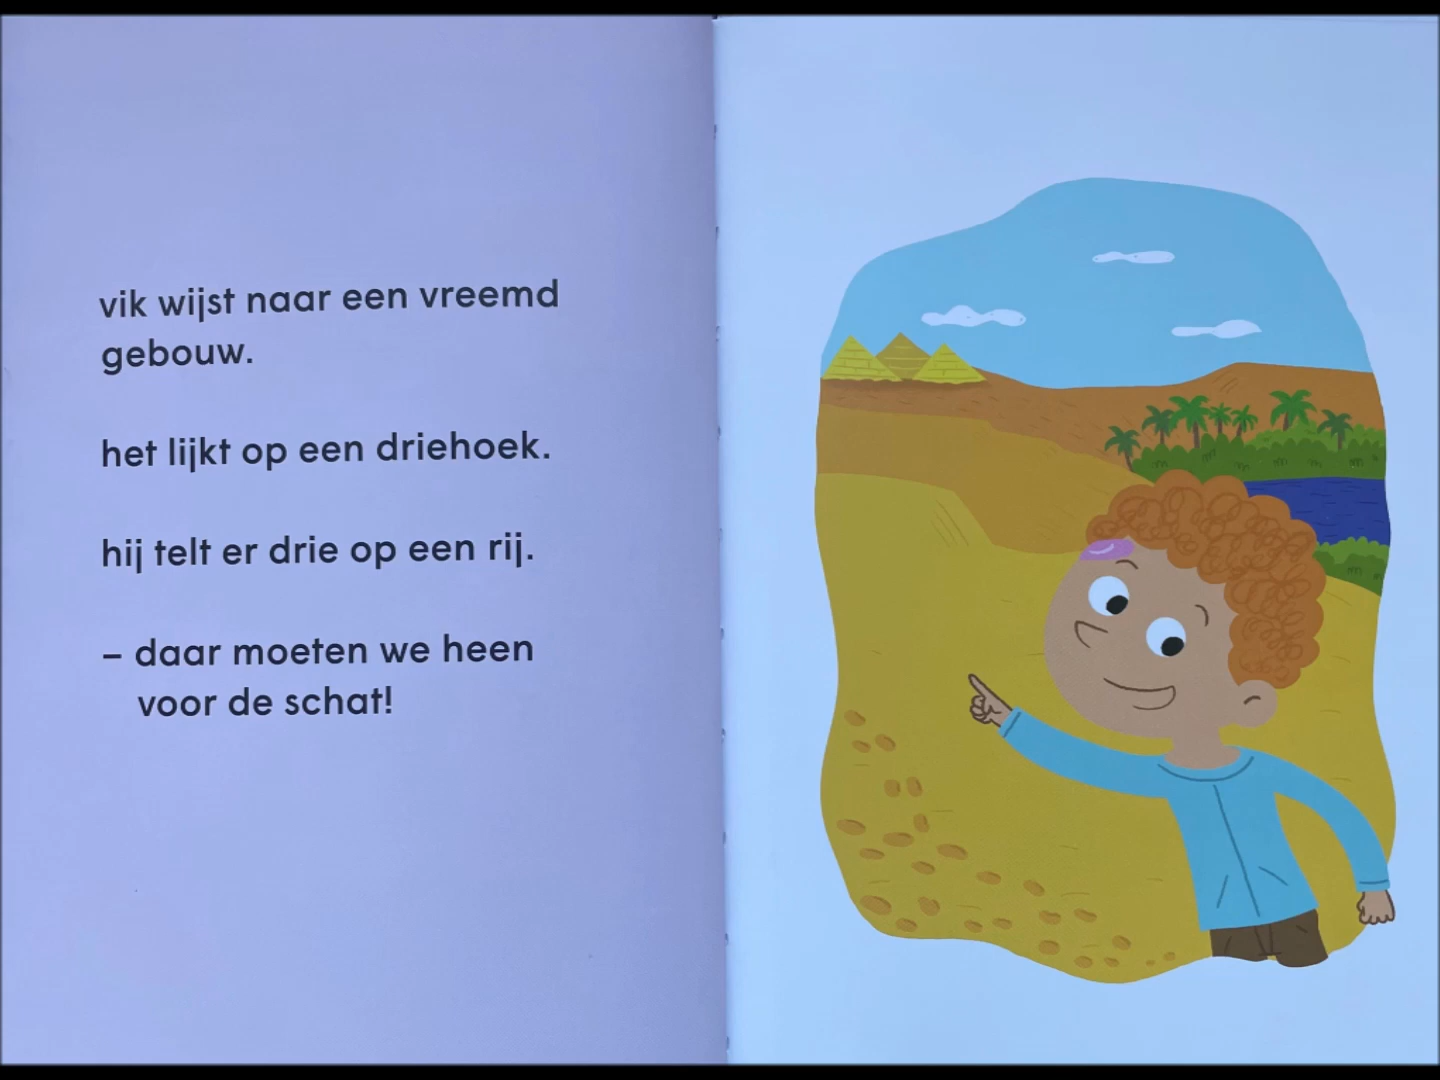 vik wijst naar een vreemd
gebouw.
het lijkt op een driehoek.
hij telt er drie op een rij.
– daar moeten we heen
voor de schat!